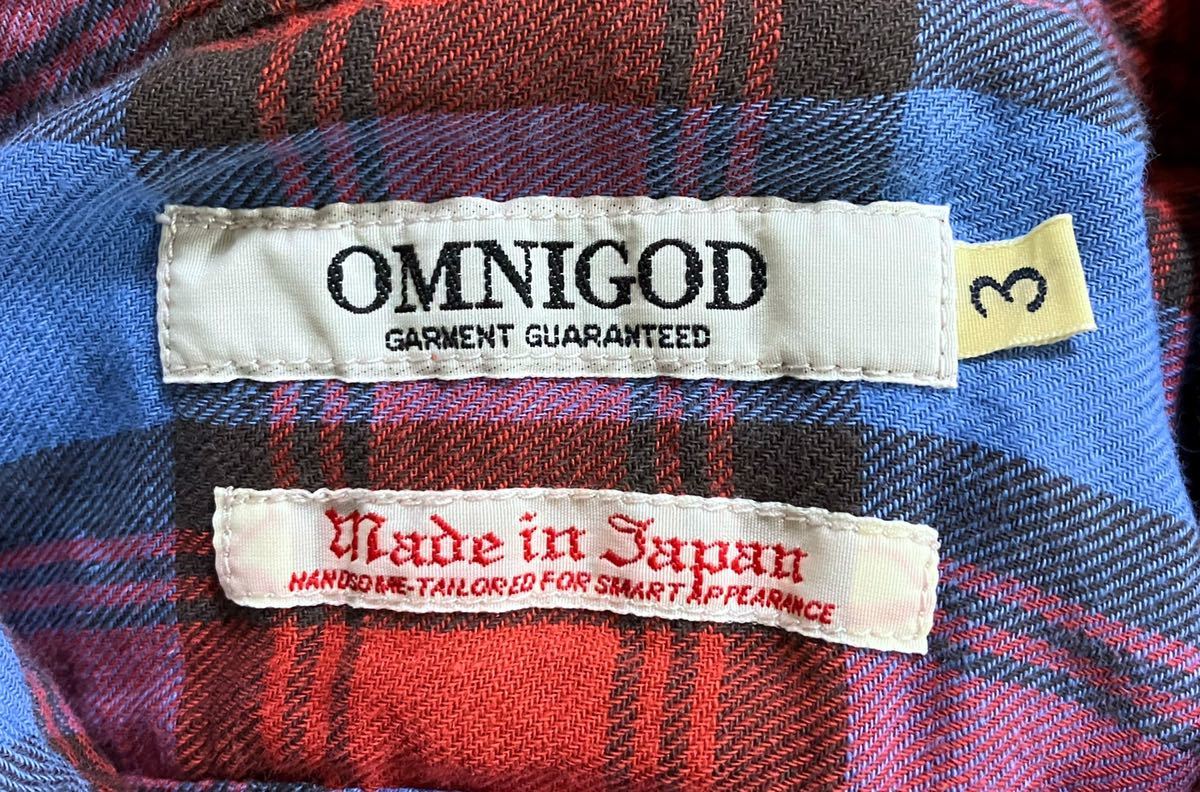 OMNIGOD
GARMENT GUARANTEED
3
Made in Japan
HANDSOME-TAILORED FOR SMART APPEARANCE